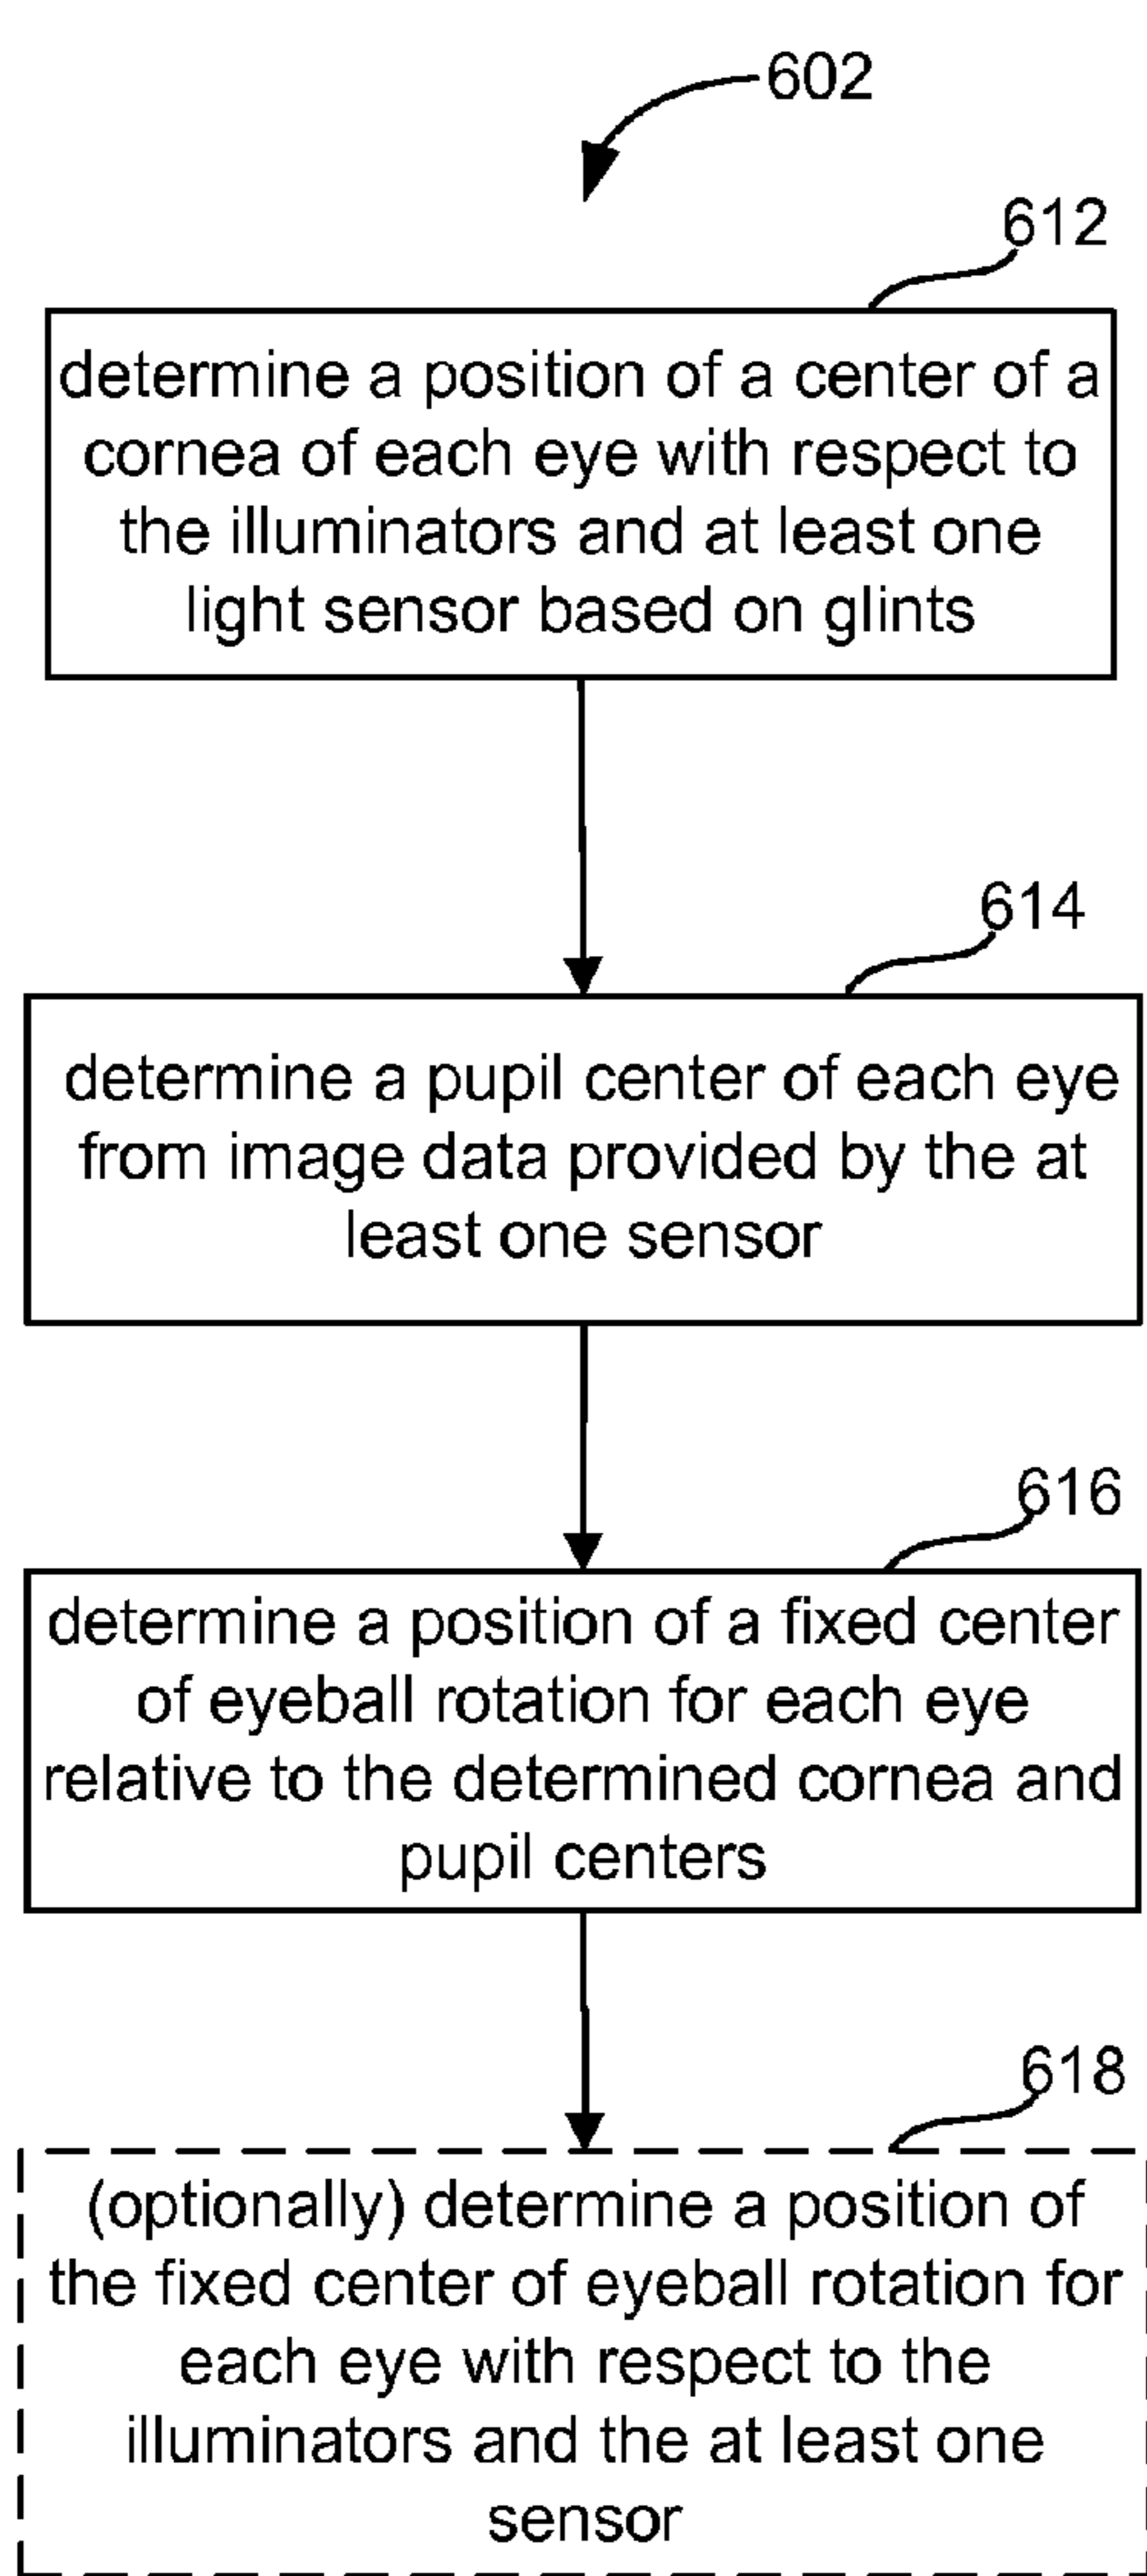 602
612
determine a position of a center of a
cornea of each eye with respect to
the illuminators and at least one
light sensor based on glints
614
determine a pupil center of each eye
from image data provided by the at
least one sensor
616
determine a position of a fixed center
of eyeball rotation for each eye
relative to the determined cornea and
pupil centers
618
(optionally) determine a position of
the fixed center of eyeball rotation for
each eye with respect to the
illuminators and the at least one
sensor